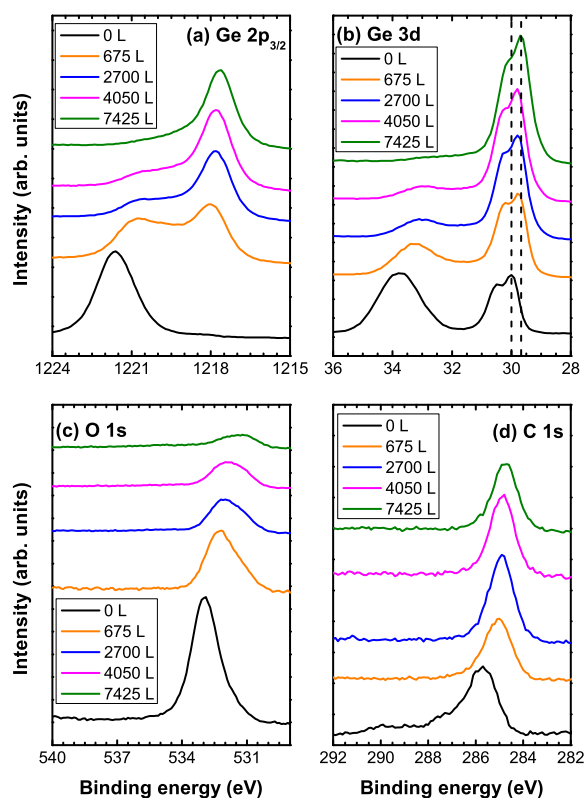 (a) Ge 2p3/2
0 L
675 L
2700 L
4050 L
7425 L
Intensity (arb. units)
1224 1221 1218 1215
(b) Ge 3d
0 L
675 L
2700 L
4050 L
7425 L
36 34 32 30 28
(c) O 1s
0 L
675 L
2700 L
4050 L
7425 L
Intensity (arb. units)
540 537 534 531
Binding energy (eV)
(d) C 1s
0 L
675 L
2700 L
4050 L
7425 L
292 290 288 286 284 282
Binding energy (eV)